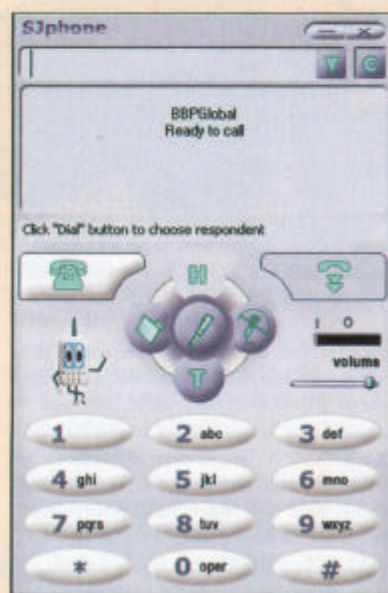 SJphone
BBPGlobal
Ready to call
Click "Dial" button to choose respondent
H
T
I O
volume
1 2 abc 3 def
4 ghi 5 jkl 6 mno
7 pqrs 8 tuv 9 wxyz
* 0 oper #